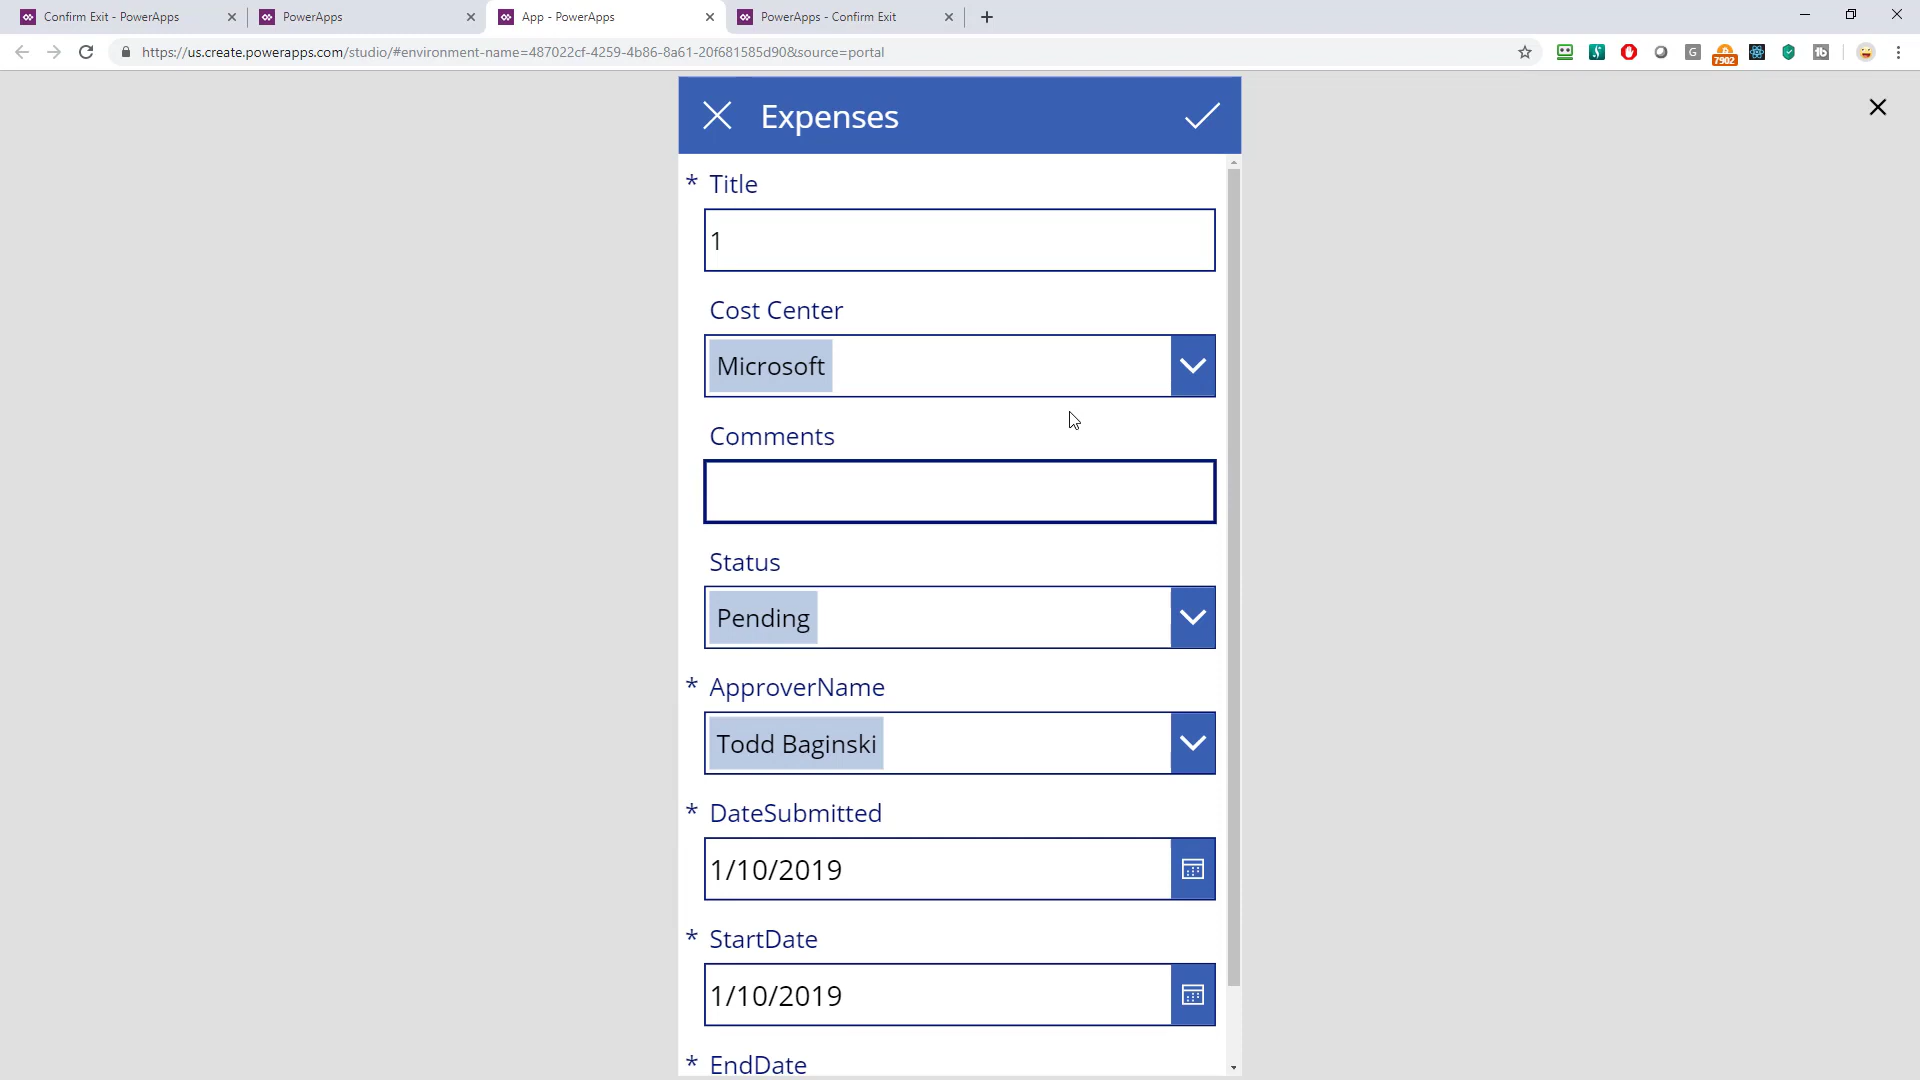 Confirm Exit - PowerApps
PowerApps
App - PowerApps
PowerApps - Confirm Exit
https://us.create.powerapps.com/studio/#environment-name=487022cf-4259-4b86-8a61-20f681585d90&source=portal
G
7902
Expenses
* Title
1
Cost Center
Microsoft
Comments
Status
Pending
* ApproverName
Todd Baginski
* DateSubmitted
1/10/2019
* StartDate
1/10/2019
* EndDate